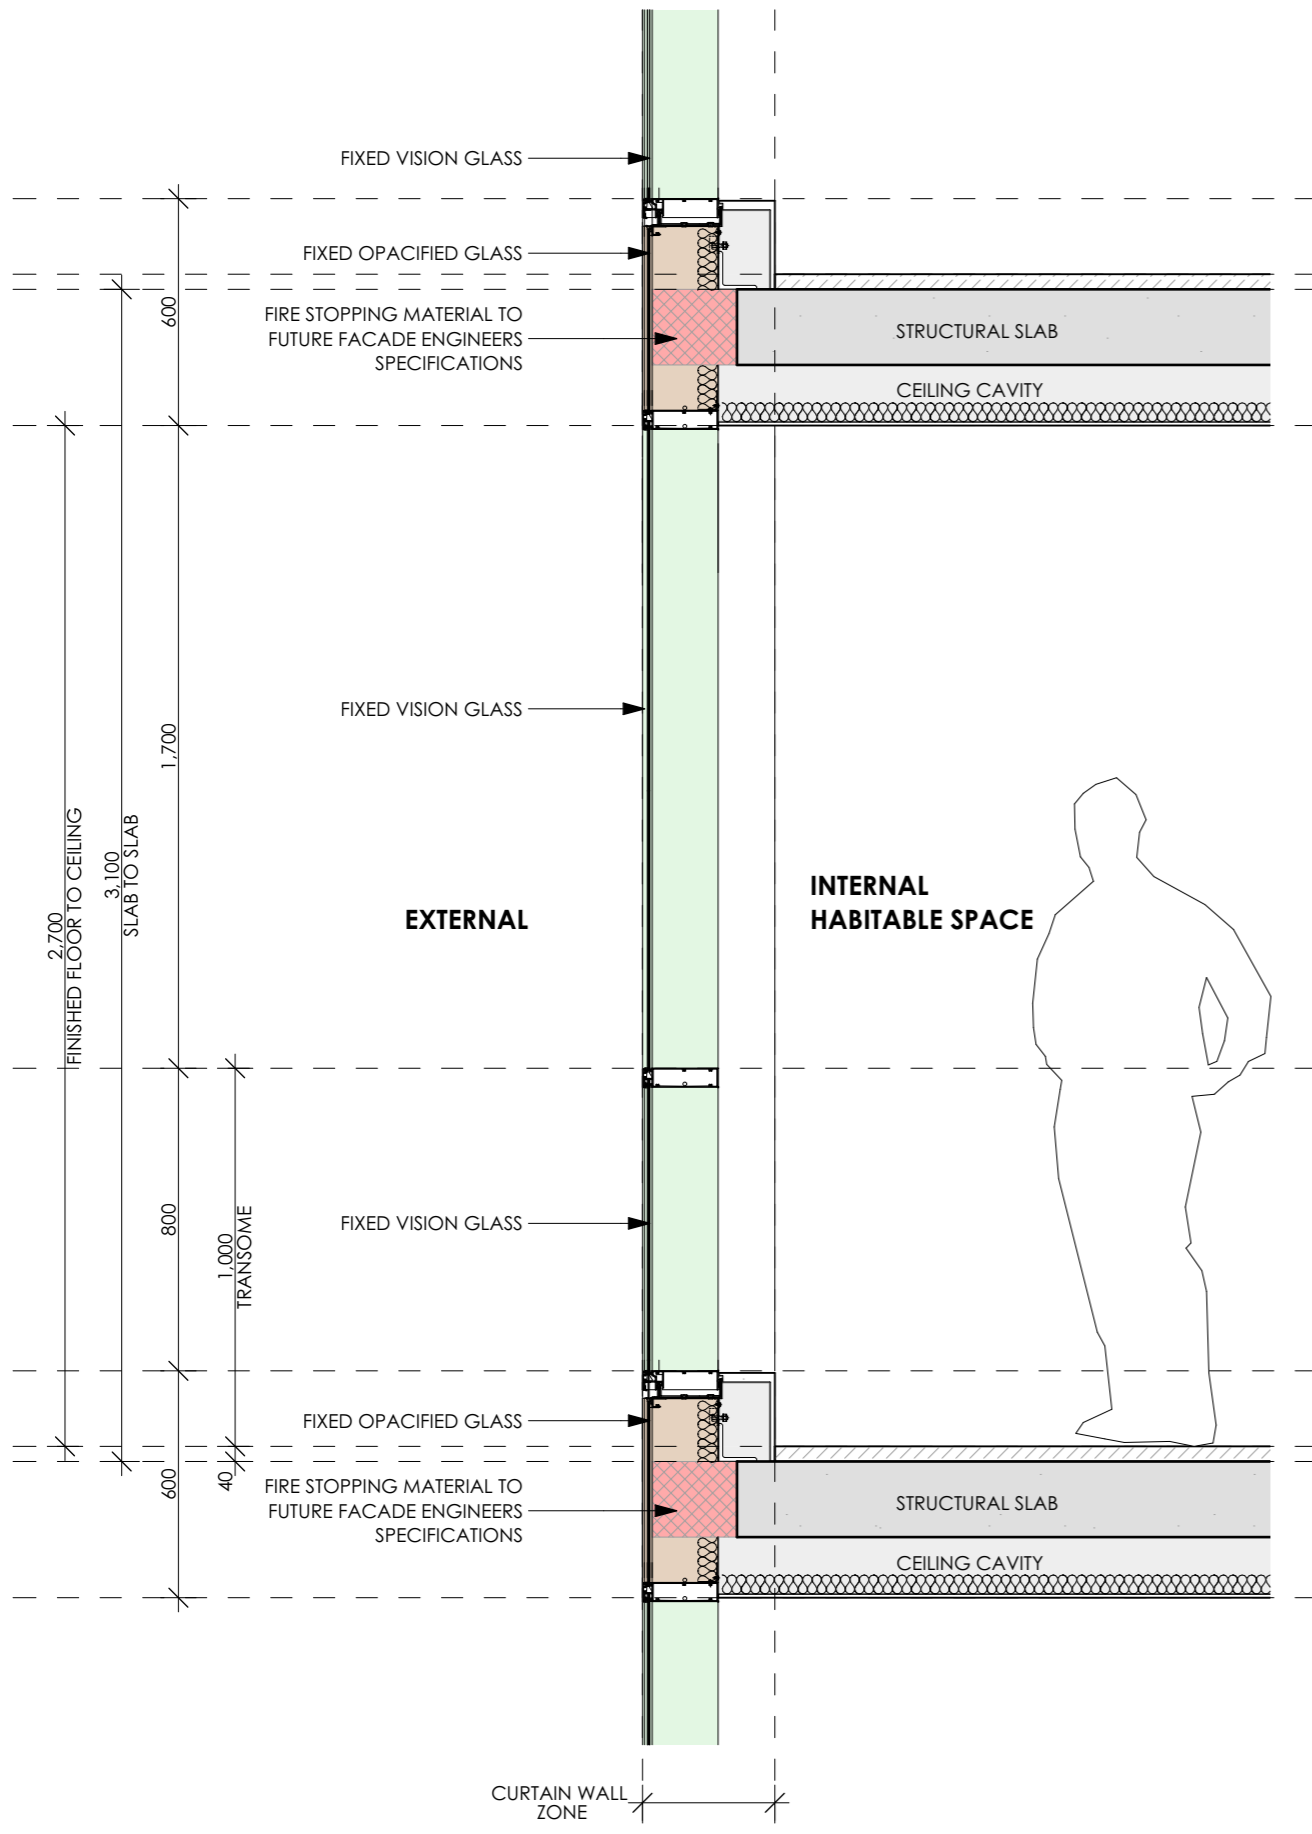 FIXED VISION GLASS
FIXED OPACIFIED GLASS
600
FIRE STOPPING MATERIAL TO
FUTURE FACADE ENGINEERS
SPECIFICATIONS
STRUCTURAL SLAB
CEILING CAVITY
FIXED VISION GLASS
1,700
2,700
FINISHED FLOOR TO CEILING
3,100
SLAB TO SLAB
EXTERNAL
INTERNAL
HABITABLE SPACE
FIXED VISION GLASS
800
1,000
TRANSOME
FIXED OPACIFIED GLASS
600
40
FIRE STOPPING MATERIAL TO
FUTURE FACADE ENGINEERS
SPECIFICATIONS
STRUCTURAL SLAB
CEILING CAVITY
CURTAIN WALL
ZONE